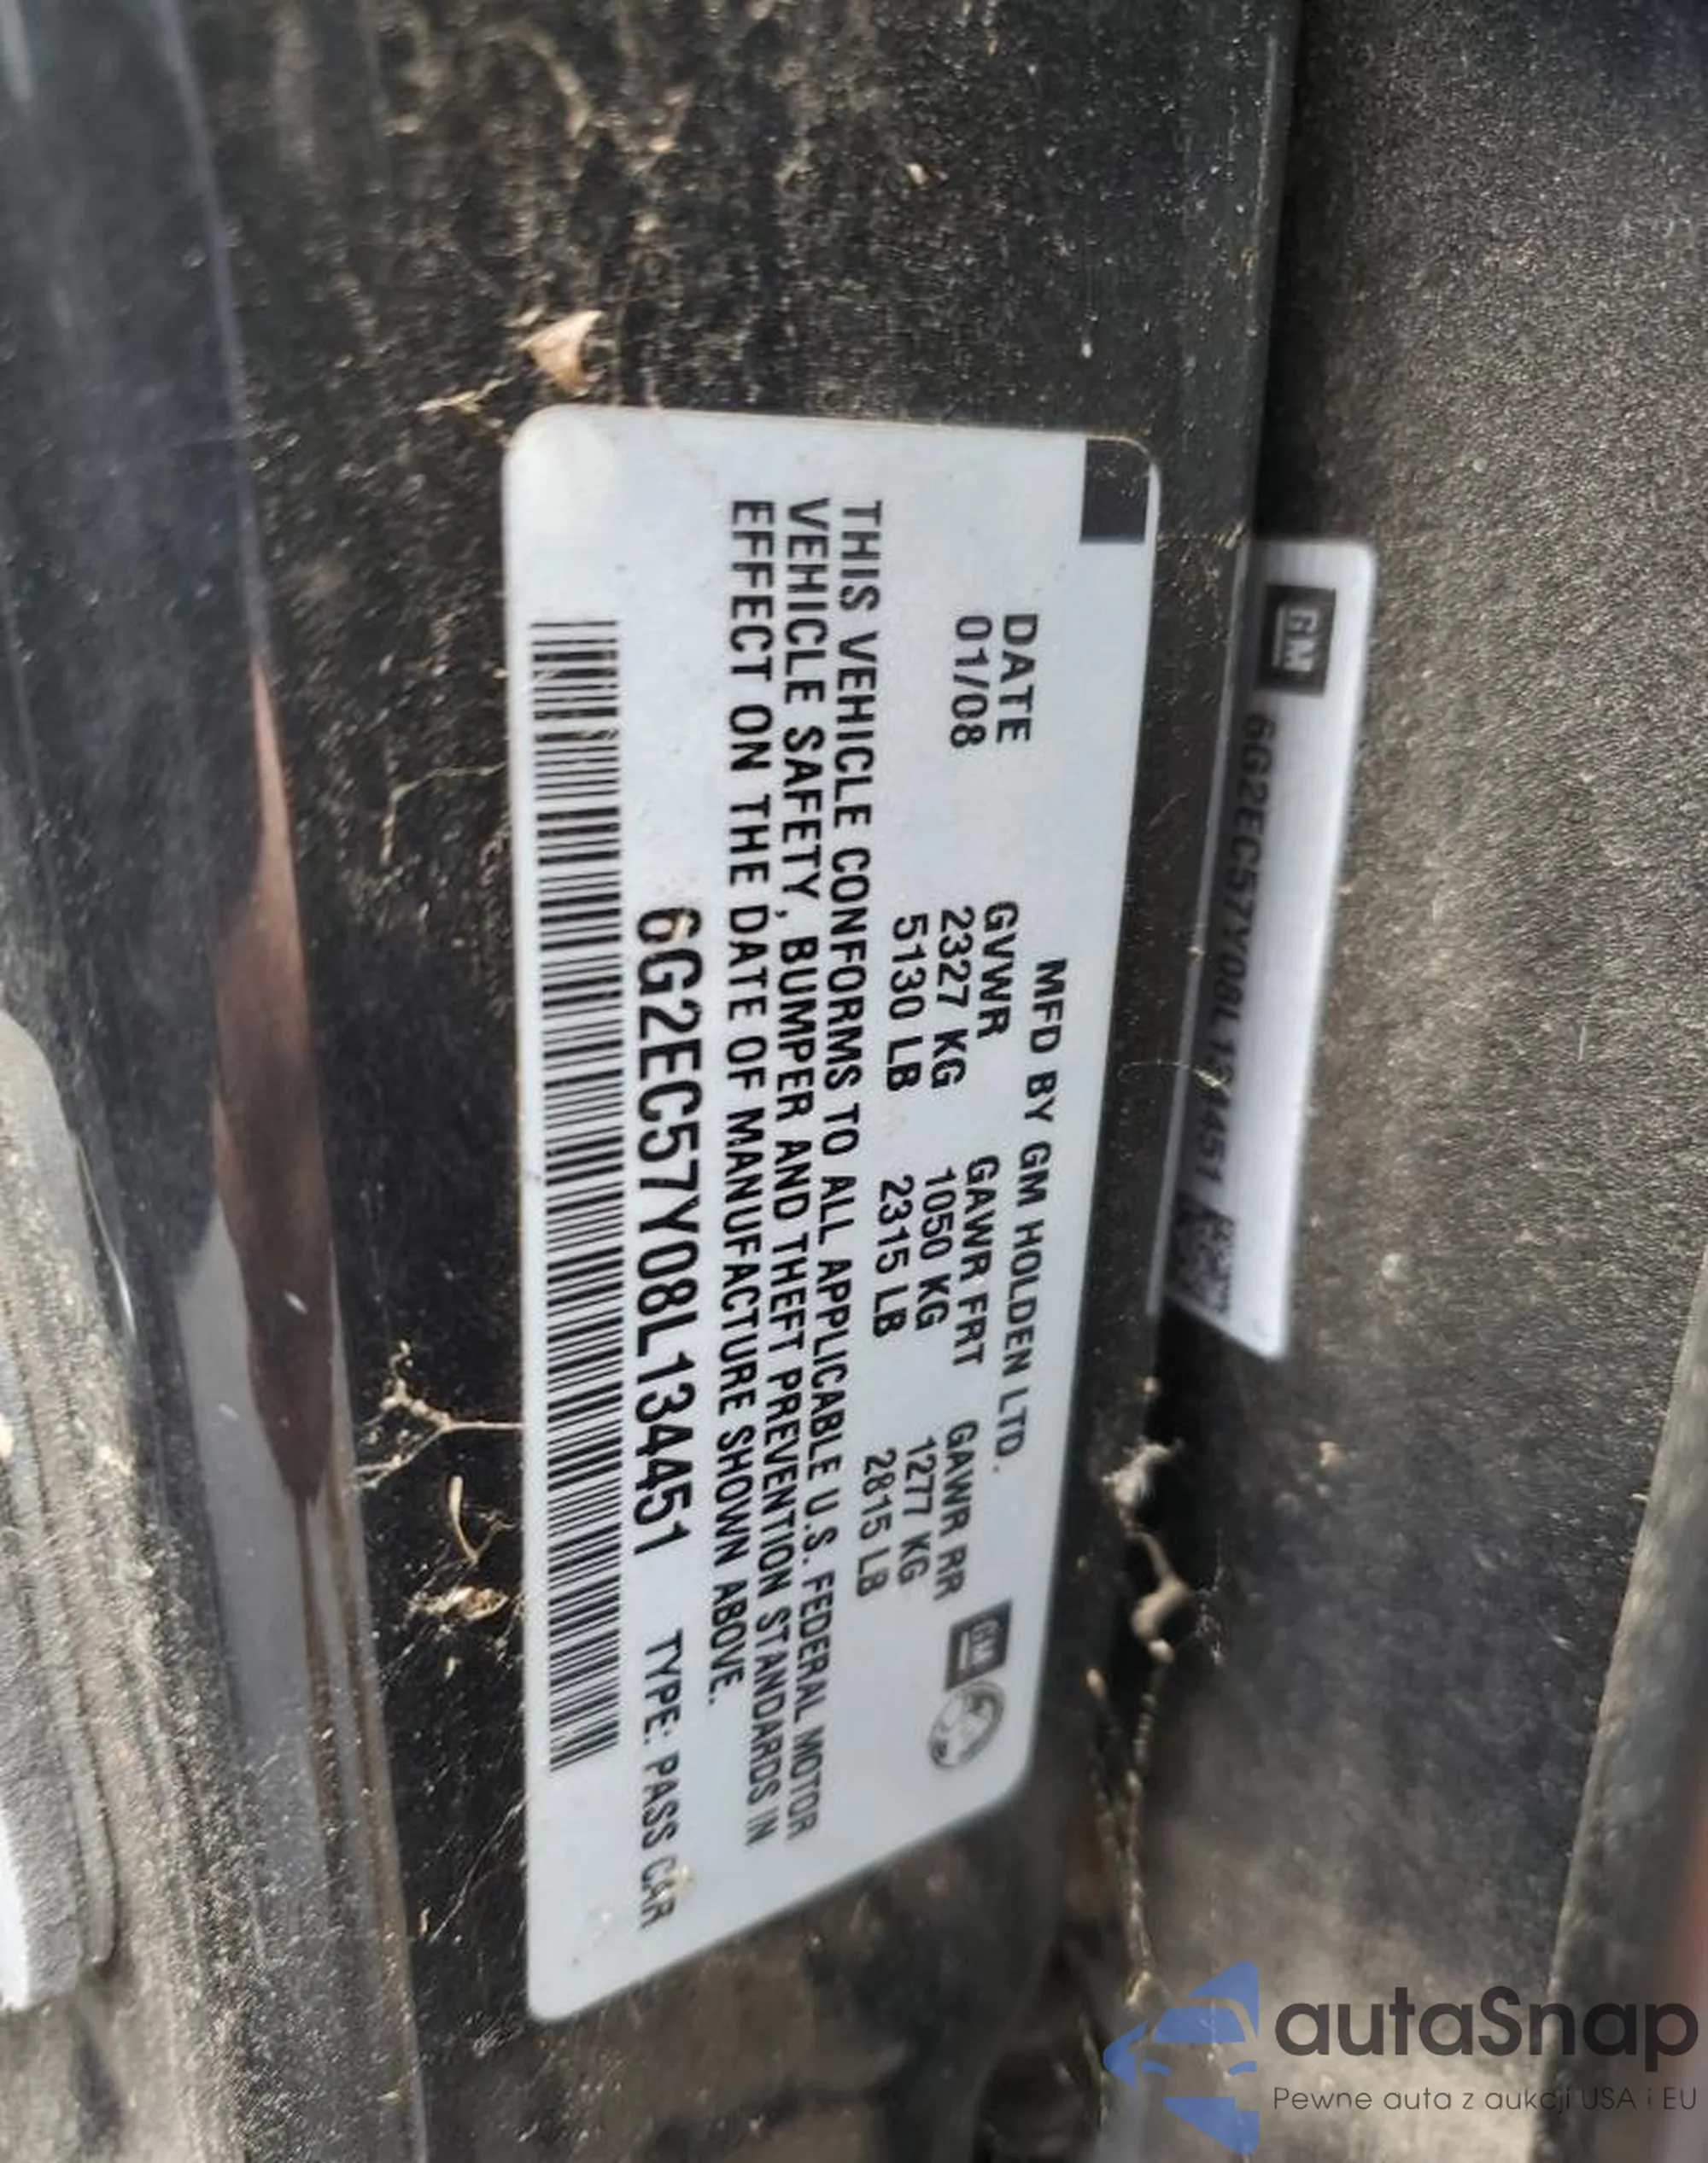 MFD BY GM HOLDEN LTD.
DATE GVWR GAWR FRT GAWR RR
01/08 2327 KG 1050 KG 1277 KG
5130 LB 2315 LB 2815 LB
GM
THIS VEHICLE CONFORMS TO ALL APPLICABLE U.S. FEDERAL MOTOR
VEHICLE SAFETY, BUMPER AND THEFT PREVENTION STANDARDS IN
EFFECT ON THE DATE OF MANUFACTURE SHOWN ABOVE.
6G2EC57Y08L134451 TYPE: PASS CAR
GM 6G2EC57Y08L134451
autaSnap
Pewne auta z aukcji USA i EU